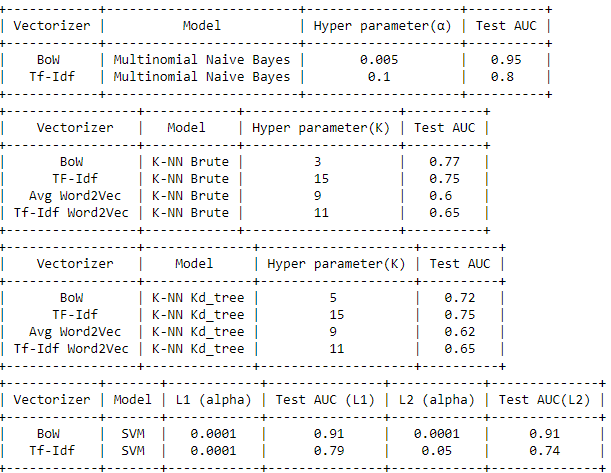 Vectorizer | Model | Hyper parameter(α) | Test AUC
BoW | Multinomial Naive Bayes | 0.005 | 0.95
Tf-Idf | Multinomial Naive Bayes | 0.1 | 0.8
Vectorizer | Model | Hyper parameter(K) | Test AUC
BoW | K-NN Brute | 3 | 0.77
TF-Idf | K-NN Brute | 15 | 0.75
Avg Word2Vec | K-NN Brute | 9 | 0.6
Tf-Idf Word2Vec | K-NN Brute | 11 | 0.65
Vectorizer | Model | Hyper parameter(K) | Test AUC
BoW | K-NN Kd_tree | 5 | 0.72
TF-Idf | K-NN Kd_tree | 15 | 0.75
Avg Word2Vec | K-NN Kd_tree | 9 | 0.62
Tf-Idf Word2Vec | K-NN Kd_tree | 11 | 0.65
Vectorizer | Model | L1 (alpha) | Test AUC (L1) | L2 (alpha) | Test AUC(L2)
BoW | SVM | 0.0001 | 0.91 | 0.0001 | 0.91
Tf-Idf | SVM | 0.0001 | 0.79 | 0.05 | 0.74